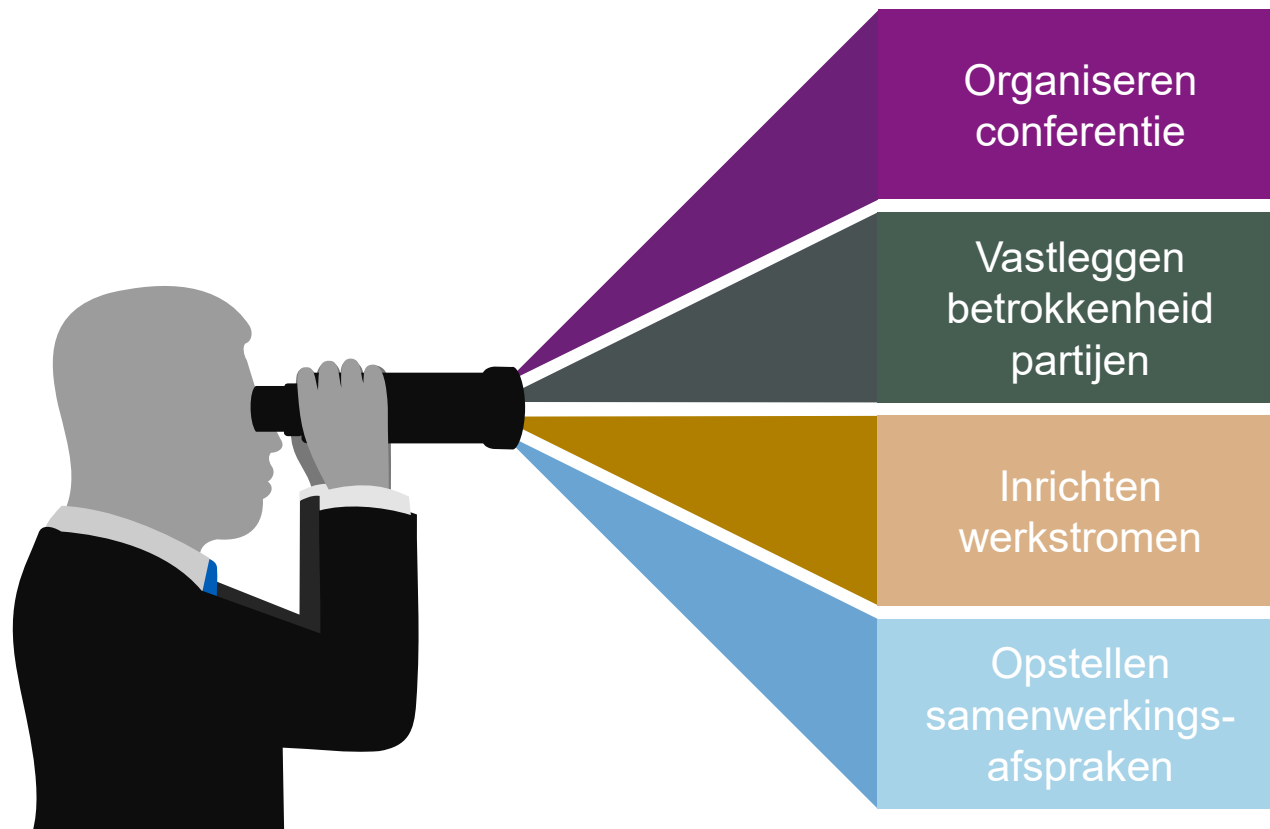 Organiseren
conferentie
Vastleggen
betrokkenheid
partijen
Inrichten
werkstromen
Opstellen
samenwerkings-
afspraken